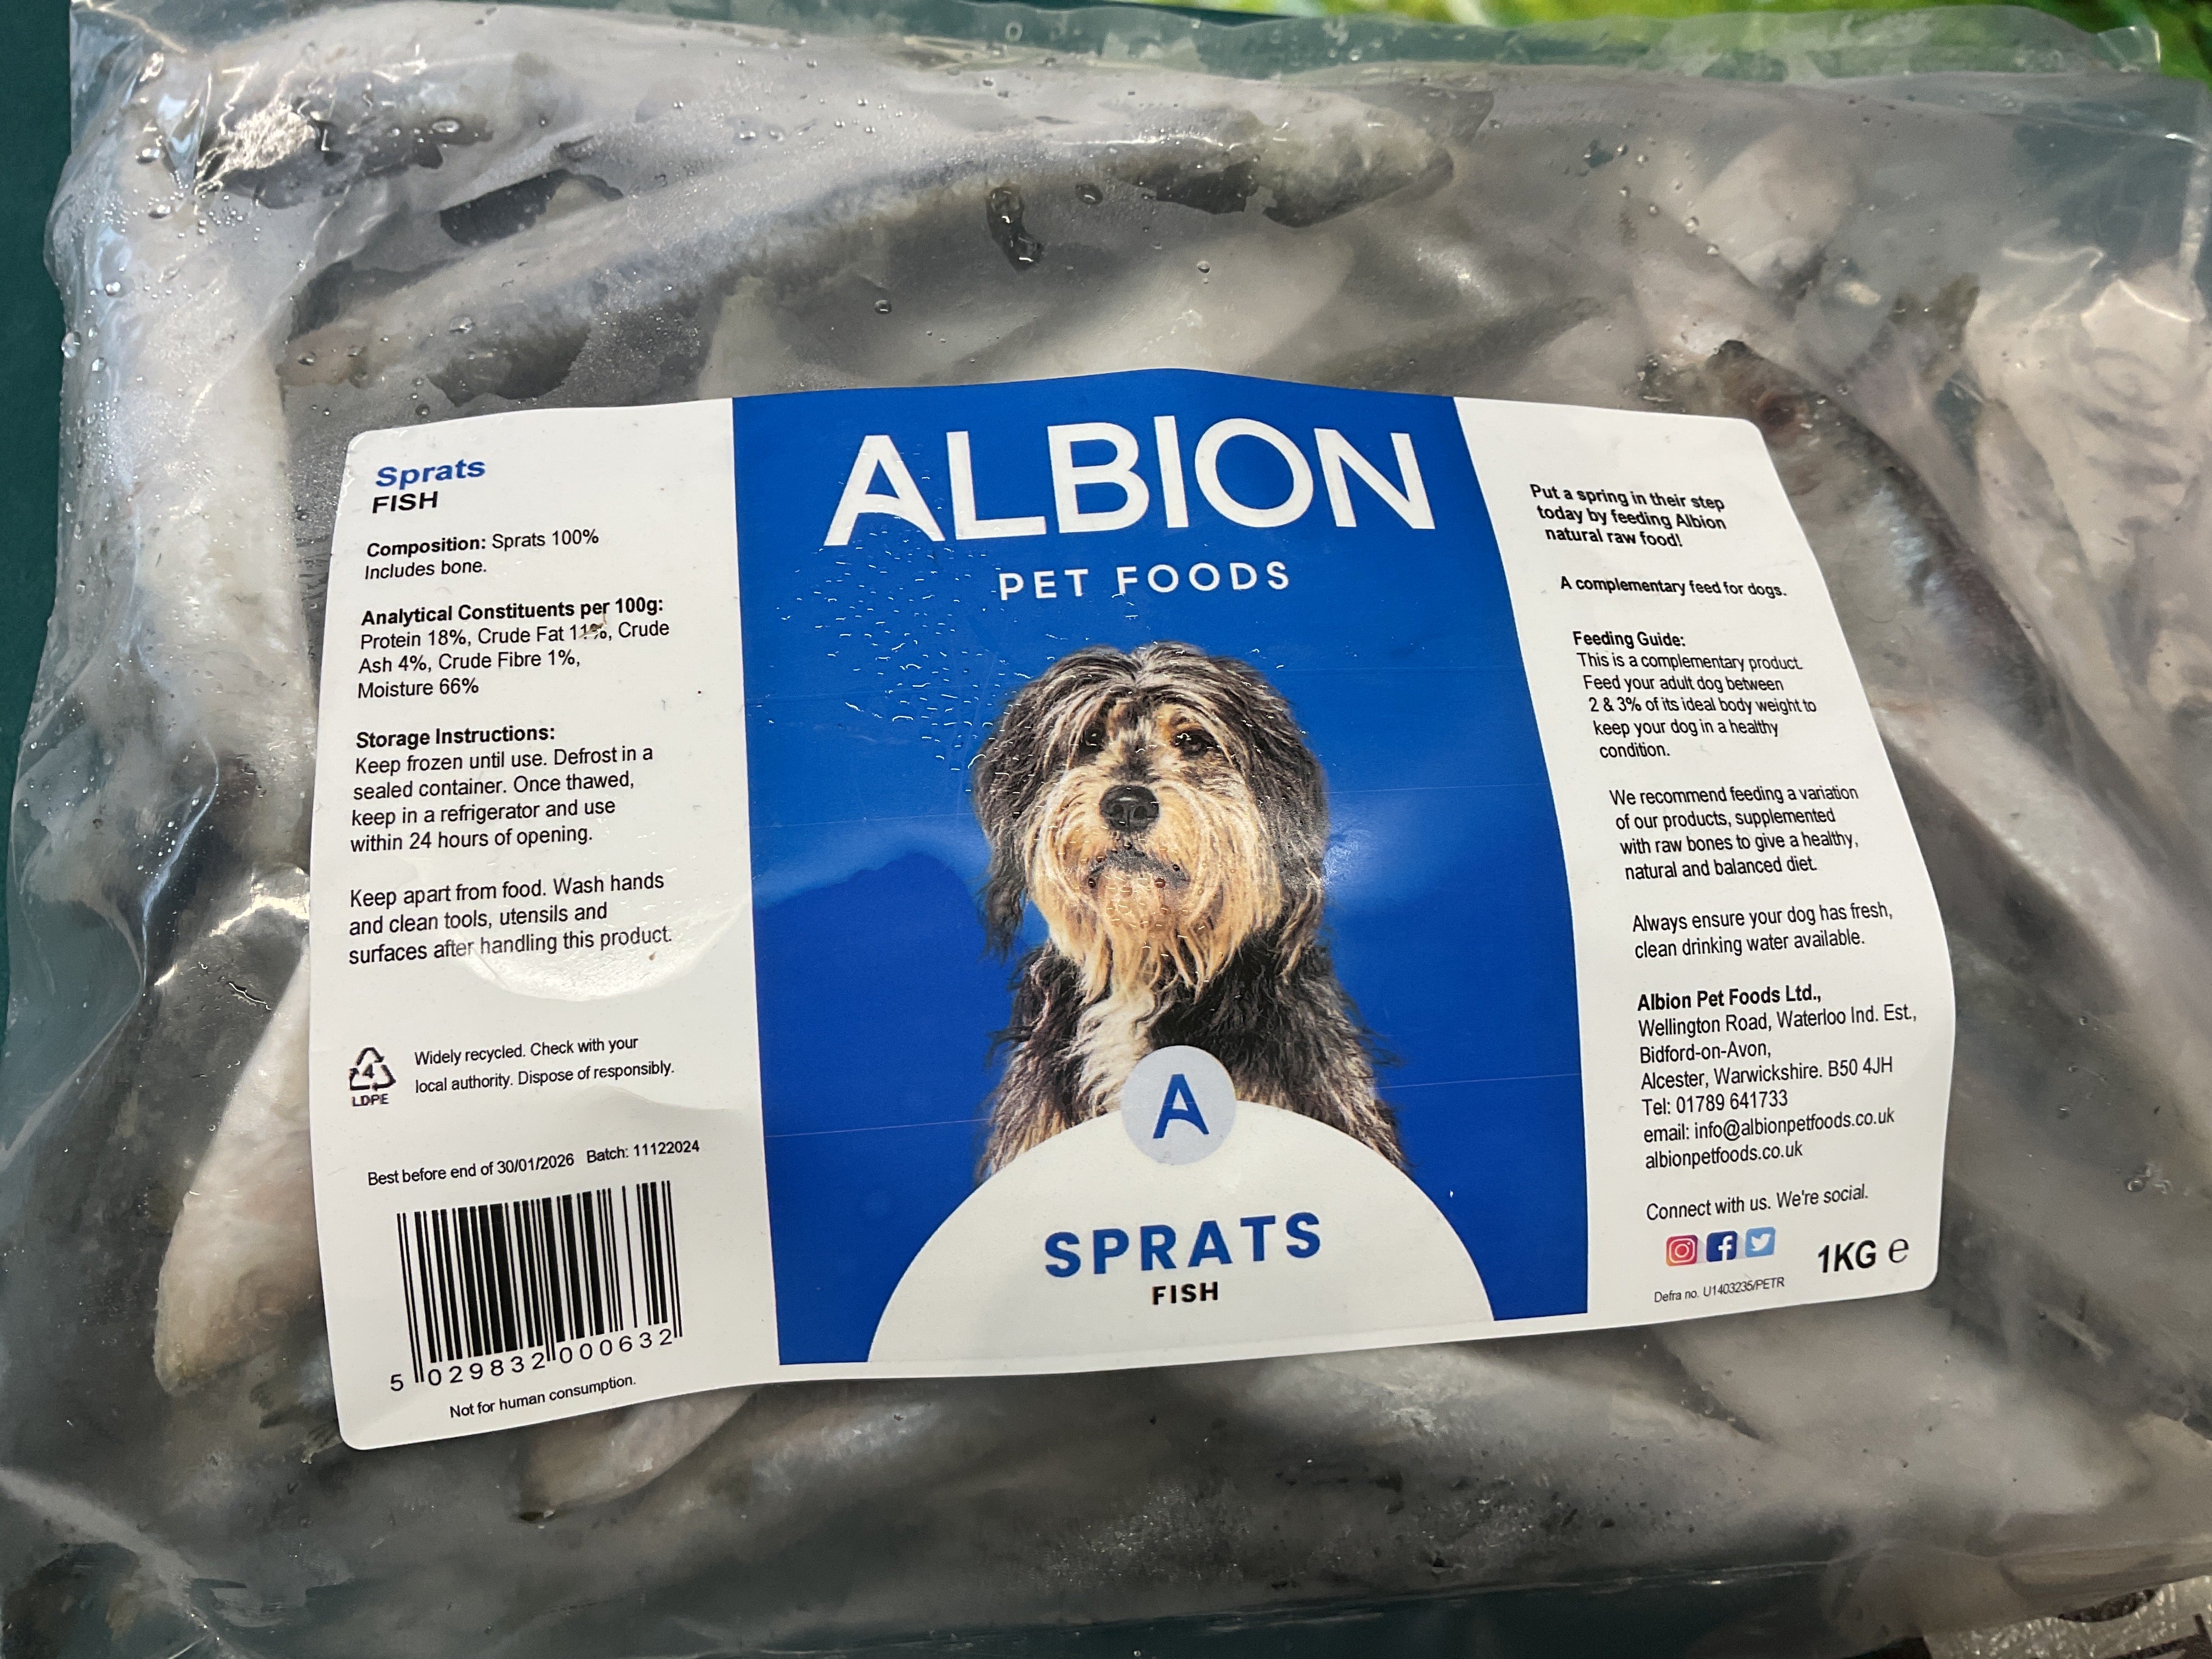 Sprats
FISH
Composition: Sprats 100%
Includes bone.
Analytical Constituents per 100g:
Protein 18%, Crude Fat 11%, Crude
Ash 4%, Crude Fibre 1%,
Moisture 66%
Storage Instructions:
Keep frozen until use. Defrost in a
sealed container. Once thawed,
keep in a refrigerator and use
within 24 hours of opening.
Keep apart from food. Wash hands
and clean tools, utensils and
surfaces after handling this product.
4
LDPE
Widely recycled. Check with your
local authority. Dispose of responsibly.
Best before end of 30/01/2026 Batch: 11122024
5 029832 000632
Not for human consumption.
ALBION
PET FOODS
A
SPRATS
FISH
Put a spring in their step
today by feeding Albion
natural raw food!
A complementary feed for dogs.
Feeding Guide:
This is a complementary product.
Feed your adult dog between
2 & 3% of its ideal body weight to
keep your dog in a healthy
condition.
We recommend feeding a variation
of our products, supplemented
with raw bones to give a healthy,
natural and balanced diet.
Always ensure your dog has fresh,
clean drinking water available.
Albion Pet Foods Ltd.,
Wellington Road, Waterloo Ind. Est.,
Bidford-on-Avon,
Alcester, Warwickshire. B50 4JH
Tel: 01789 641733
email: info@albionpetfoods.co.uk
albionpetfoods.co.uk
Connect with us. We're social.
1KG e
Defra no. U1403235/PETR